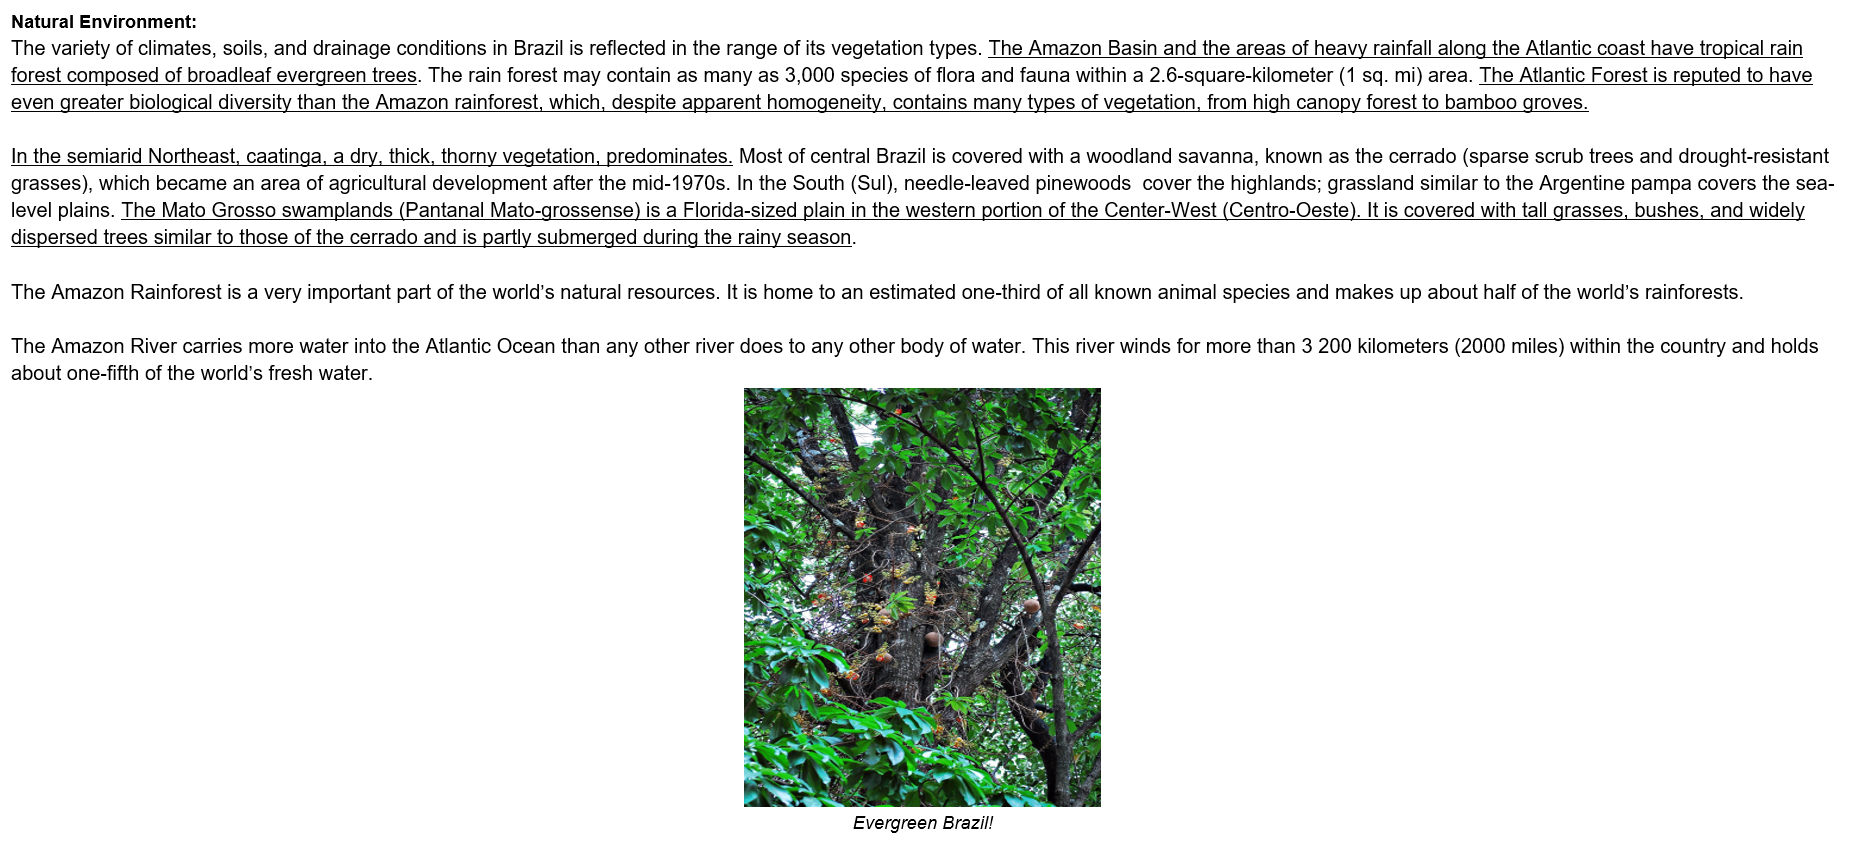 Natural Environment:
The variety of climates, soils, and drainage conditions in Brazil is reflected in the range of its vegetation types. The Amazon Basin and the areas of heavy rainfall along the Atlantic coast have tropical rain
forest composed of broadleaf evergreen trees. The rain forest may contain as many as 3,000 species of flora and fauna within a 2.6-square-kilometer (1 sq. mi) area. The Atlantic Forest is reputed to have
even greater biological diversity than the Amazon rainforest, which, despite apparent homogeneity, contains many types of vegetation, from high canopy forest to bamboo groves.
In the semiarid Northeast, caatinga, a dry, thick, thorny vegetation, predominates. Most of central Brazil is covered with a woodland savanna, known as the cerrado (sparse scrub trees and drought-resistant
grasses), which became an area of agricultural development after the mid-1970s. In the South (Sul), needle-leaved pinewoods  cover the highlands; grassland similar to the Argentine pampa covers the sea-
level plains. The Mato Grosso swamplands (Pantanal Mato-grossense) is a Florida-sized plain in the western portion of the Center-West (Centro-Oeste). It is covered with tall grasses, bushes, and widely
dispersed trees similar to those of the cerrado and is partly submerged during the rainy season.
The Amazon Rainforest is a very important part of the world’s natural resources. It is home to an estimated one-third of all known animal species and makes up about half of the world’s rainforests.
The Amazon River carries more water into the Atlantic Ocean than any other river does to any other body of water. This river winds for more than 3 200 kilometers (2000 miles) within the country and holds
about one-fifth of the world’s fresh water.
Evergreen Brazil!